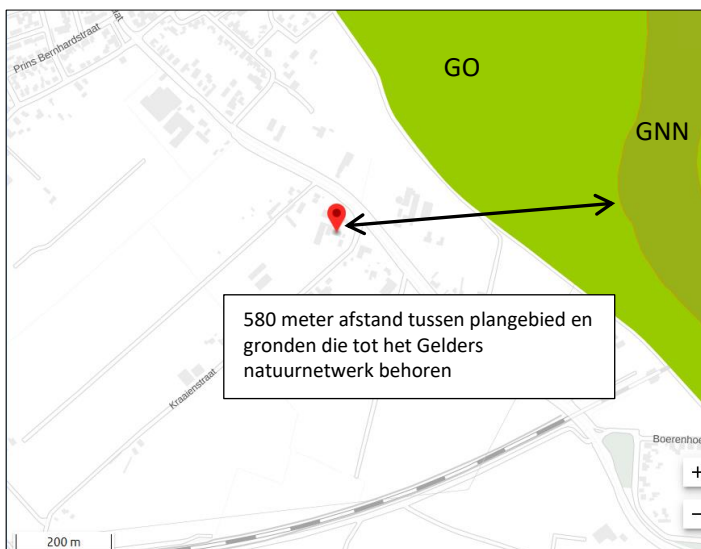 GO
Prins Bernhardstraat
GNN
580 meter afstand tussen plangebied en
gronden die tot het Gelders
natuurnetwerk behoren
Kraaienstraat
Boerenhoe
+
−
200 m